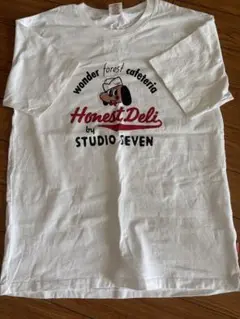 wonder forest cafeteria
Honest Deli
by
STUDIO SEVEN